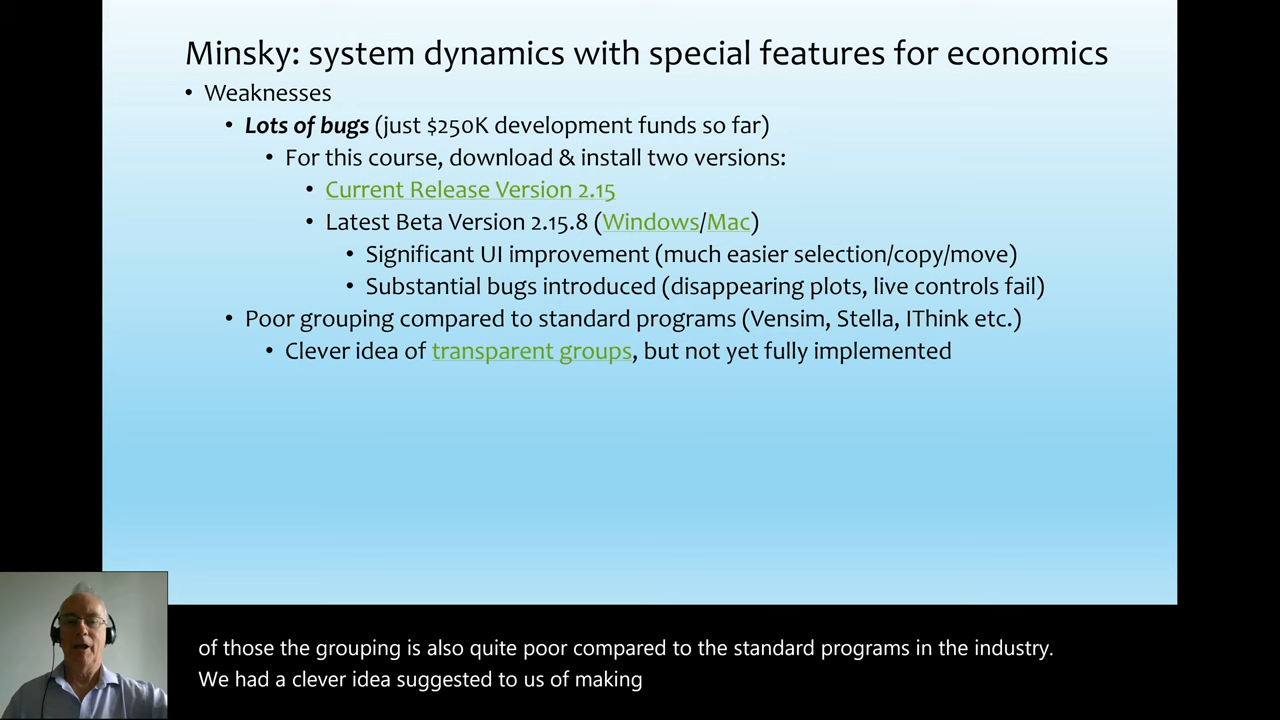 Minsky: system dynamics with special features for economics
• Weaknesses
• Lots of bugs (just $250K development funds so far)
• For this course, download & install two versions:
• Current Release Version 2.15
• Latest Beta Version 2.15.8 (Windows/Mac)
• Significant UI improvement (much easier selection/copy/move)
• Substantial bugs introduced (disappearing plots, live controls fail)
• Poor grouping compared to standard programs (Vensim, Stella, IThink etc.)
• Clever idea of transparent groups, but not yet fully implemented
of those the grouping is also quite poor compared to the standard programs in the industry.
We had a clever idea suggested to us of making